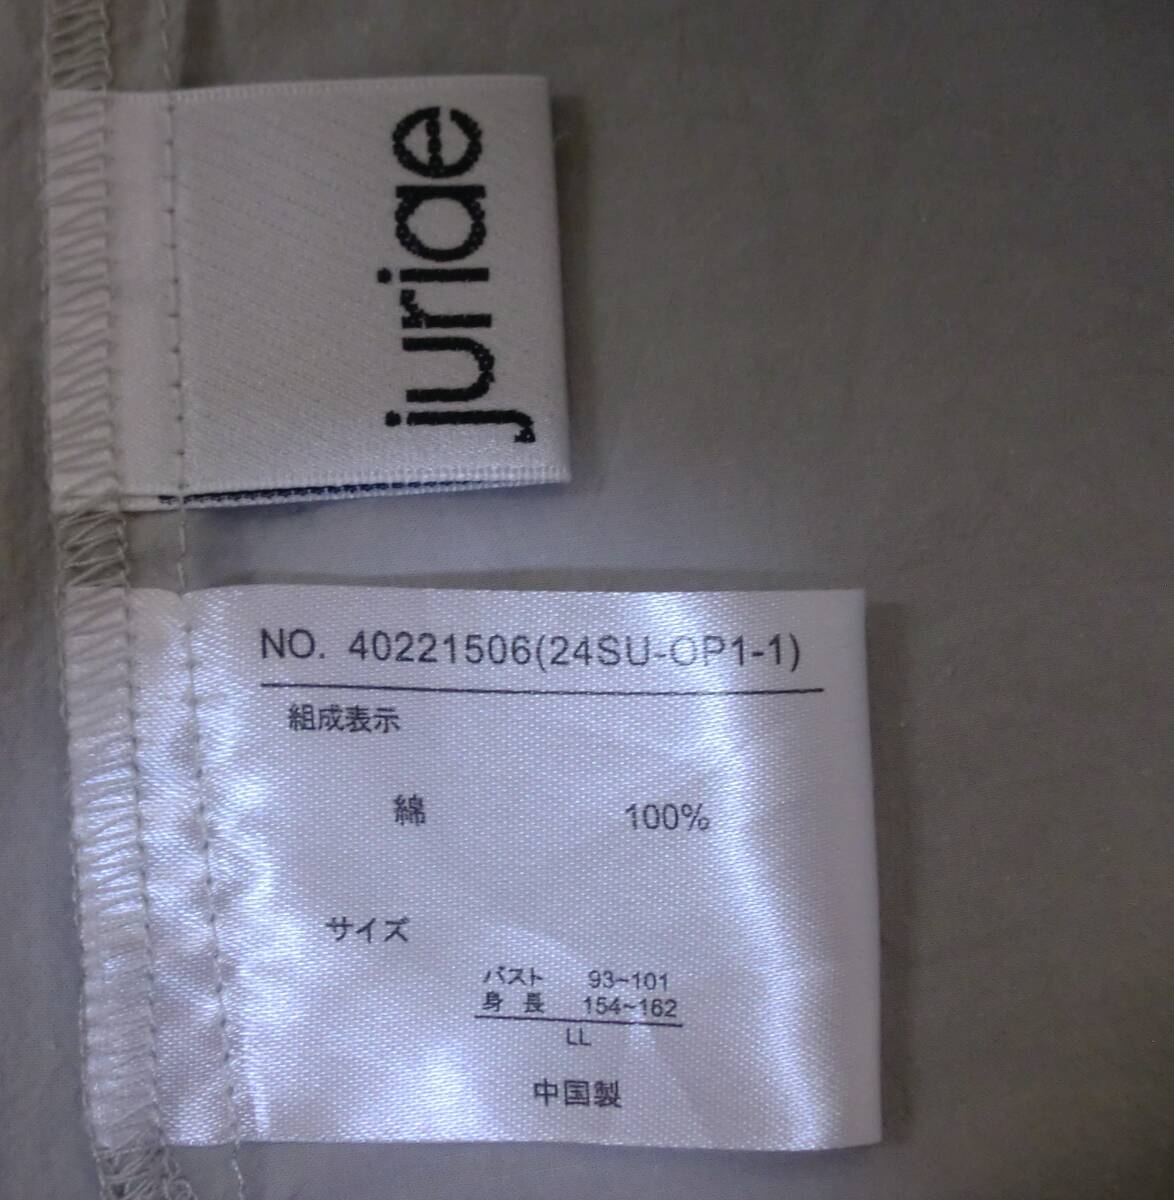 juriae
NO. 40221506(24SU-OP1-1)
組成表示
綿 100%
サイズ
バスト 93~101
身長 154~162
LL
中国製